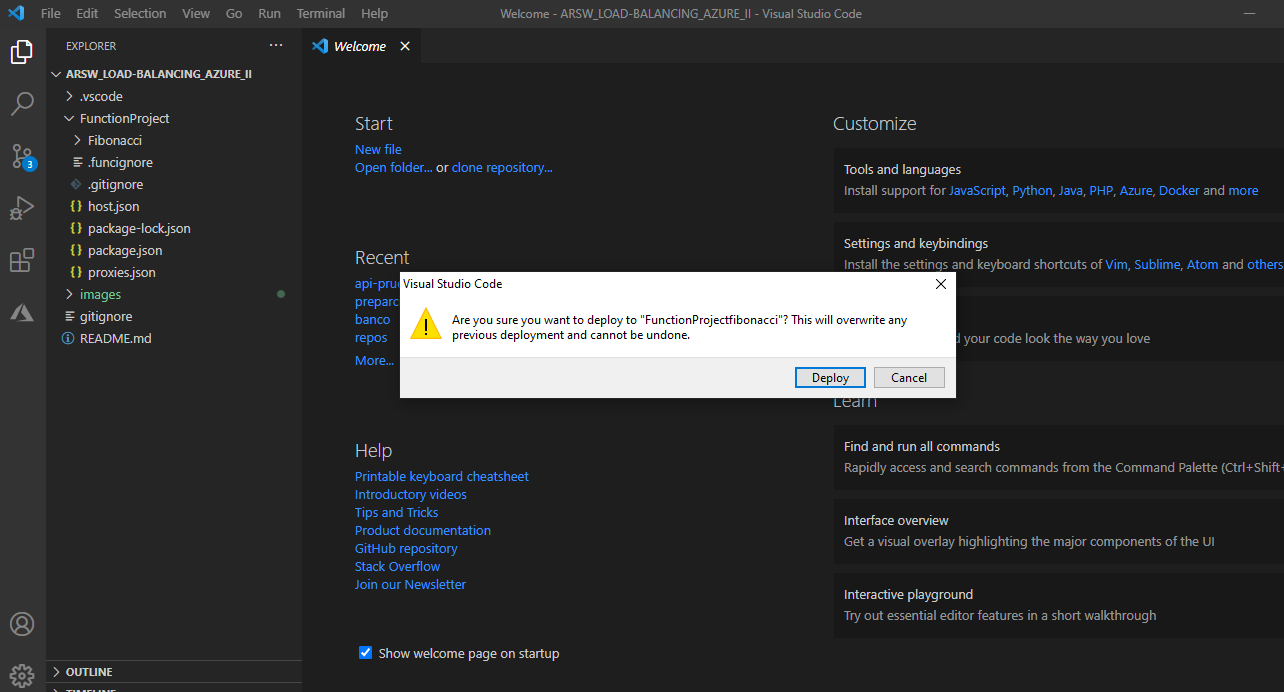 File Edit Selection View Go Run Terminal Help
Welcome - ARSW_LOAD-BALANCING_AZURE_II - Visual Studio Code
EXPLORER
ARSW_LOAD-BALANCING_AZURE_II
.vscode
FunctionProject
Fibonacci
.funcignore
.gitignore
host.json
package-lock.json
package.json
proxies.json
images
gitignore
README.md
OUTLINE
TIMELINE
3
Welcome
Start
New file
Open folder... or clone repository...
Recent
api-pru
preparc
banco
repos
More...
Help
Printable keyboard cheatsheet
Introductory videos
Tips and Tricks
Product documentation
GitHub repository
Stack Overflow
Join our Newsletter
Show welcome page on startup
Customize
Tools and languages
Install support for JavaScript, Python, Java, PHP, Azure, Docker and more
Settings and keybindings
Install the settings and keyboard shortcuts of Vim, Sublime, Atom and others
d your code look the way you love
Learn
Find and run all commands
Rapidly access and search commands from the Command Palette (Ctrl+Shift+
Interface overview
Get a visual overlay highlighting the major components of the UI
Interactive playground
Try out essential editor features in a short walkthrough
Visual Studio Code
Are you sure you want to deploy to "FunctionProjectfibonacci"? This will overwrite any
previous deployment and cannot be undone.
Deploy
Cancel